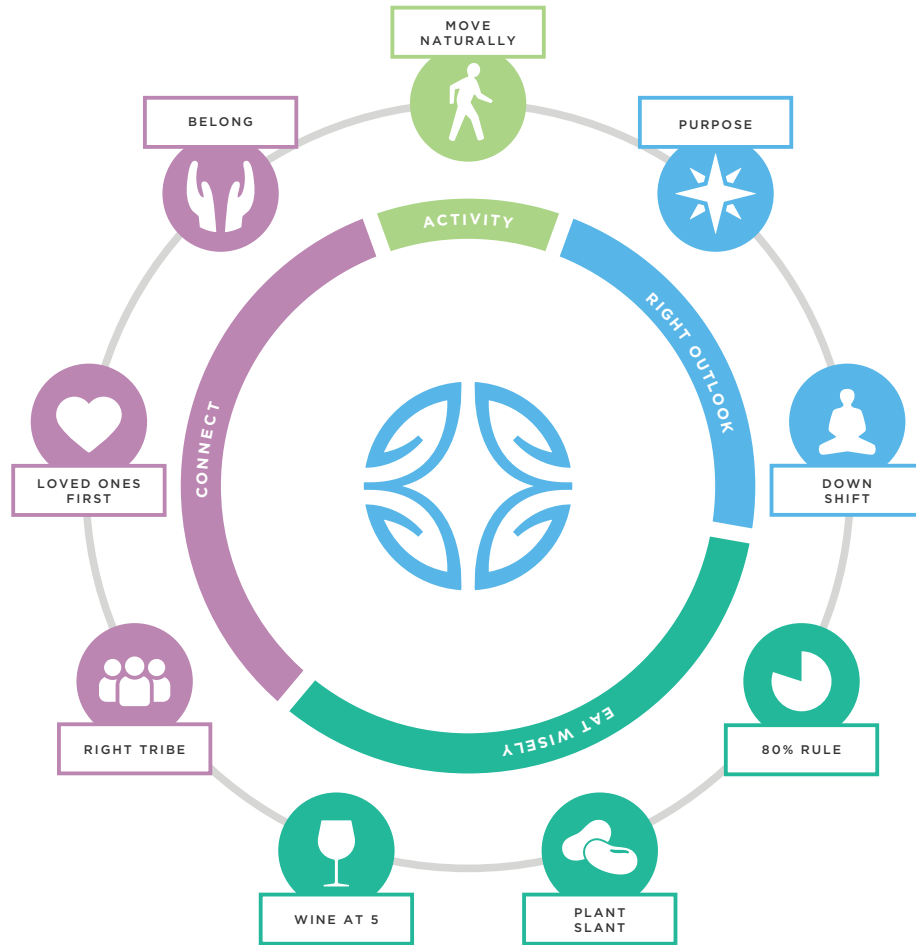 MOVE
NATURALLY
BELONG
PURPOSE
ACTIVITY
RIGHT OUTLOOK
CONNECT
LOVED ONES
FIRST
DOWN
SHIFT
EAT WISELY
RIGHT TRIBE
80% RULE
WINE AT 5
PLANT
SLANT